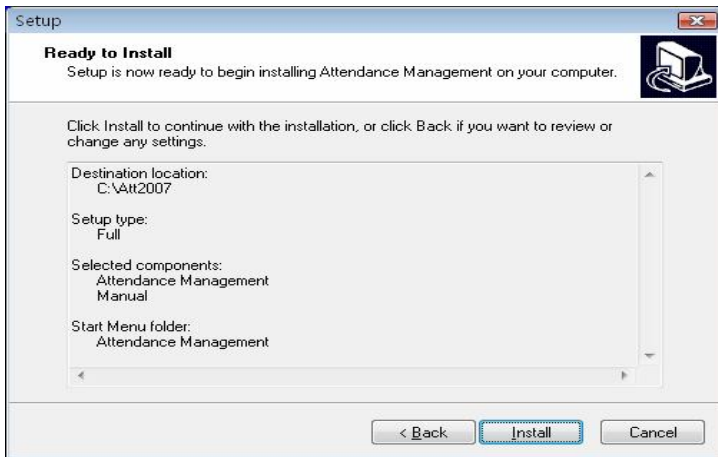 Setup
Ready to Install
Setup is now ready to begin installing Attendance Management on your computer.
Click Install to continue with the installation, or click Back if you want to review or
change any settings.
Destination location:
C:\Att2007
Setup type:
Full
Selected components:
Attendance Management
Manual
Start Menu folder:
Attendance Management
< Back
Install
Cancel